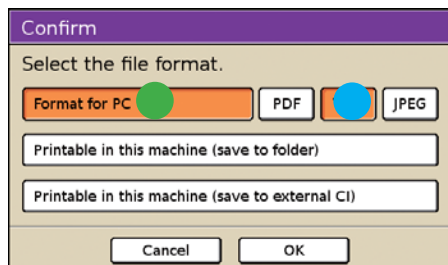 Confirm
Select the file format.
Format for PC PDF JPEG
Printable in this machine (save to folder)
Printable in this machine (save to external CI)
Cancel OK